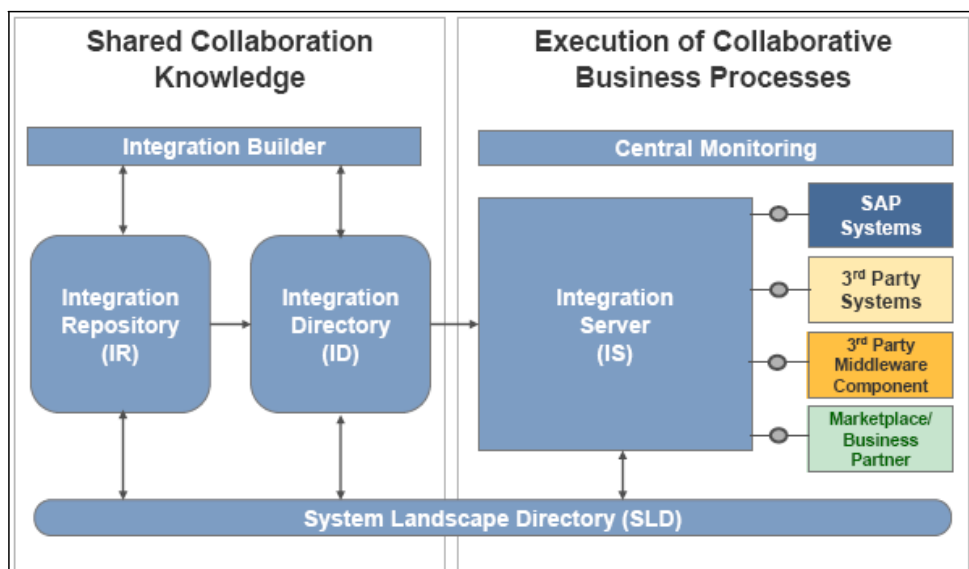 Shared Collaboration
Knowledge
Execution of Collaborative
Business Processes
Integration Builder
Central Monitoring
Integration
Repository
(IR)
Integration
Directory
(ID)
Integration
Server
(IS)
SAP
Systems
3rd Party
Systems
3rd Party
Middleware
Component
Marketplace/
Business
Partner
System Landscape Directory (SLD)